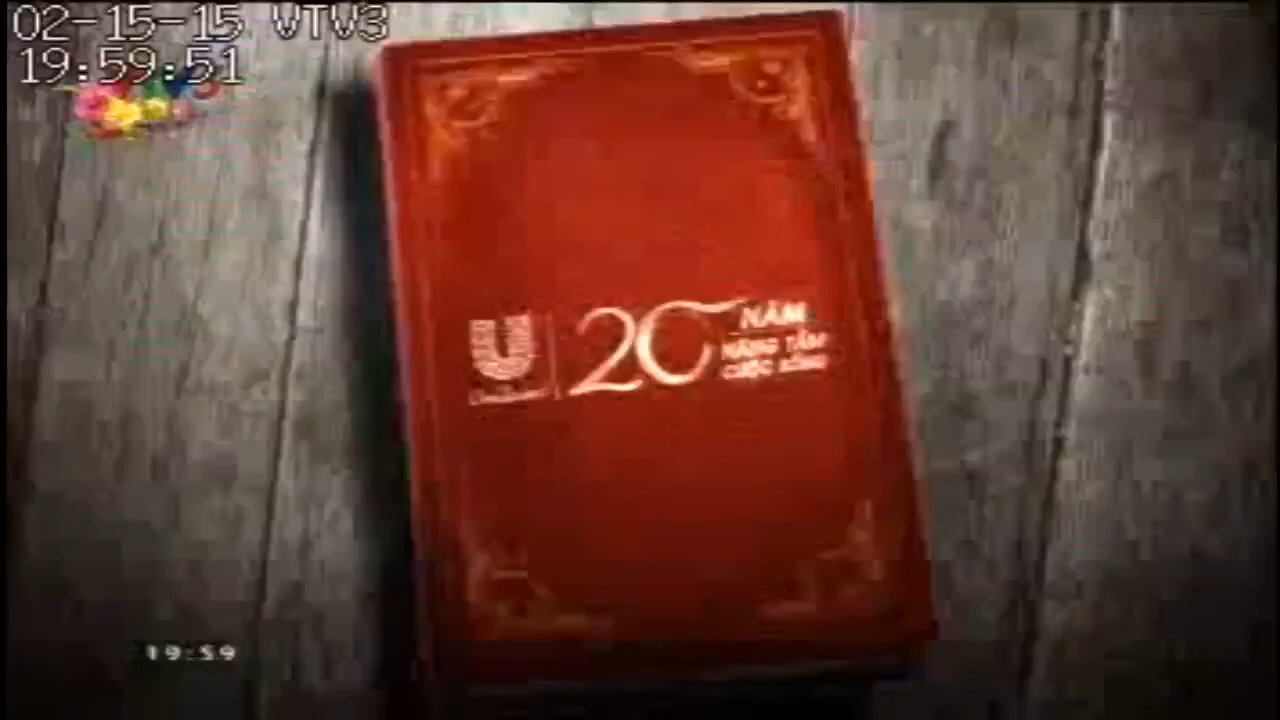 02-15-15 VTV3
19:59:51
U
20 NĂM
NÂNG TẦM
CUỘC SỐNG
19:59